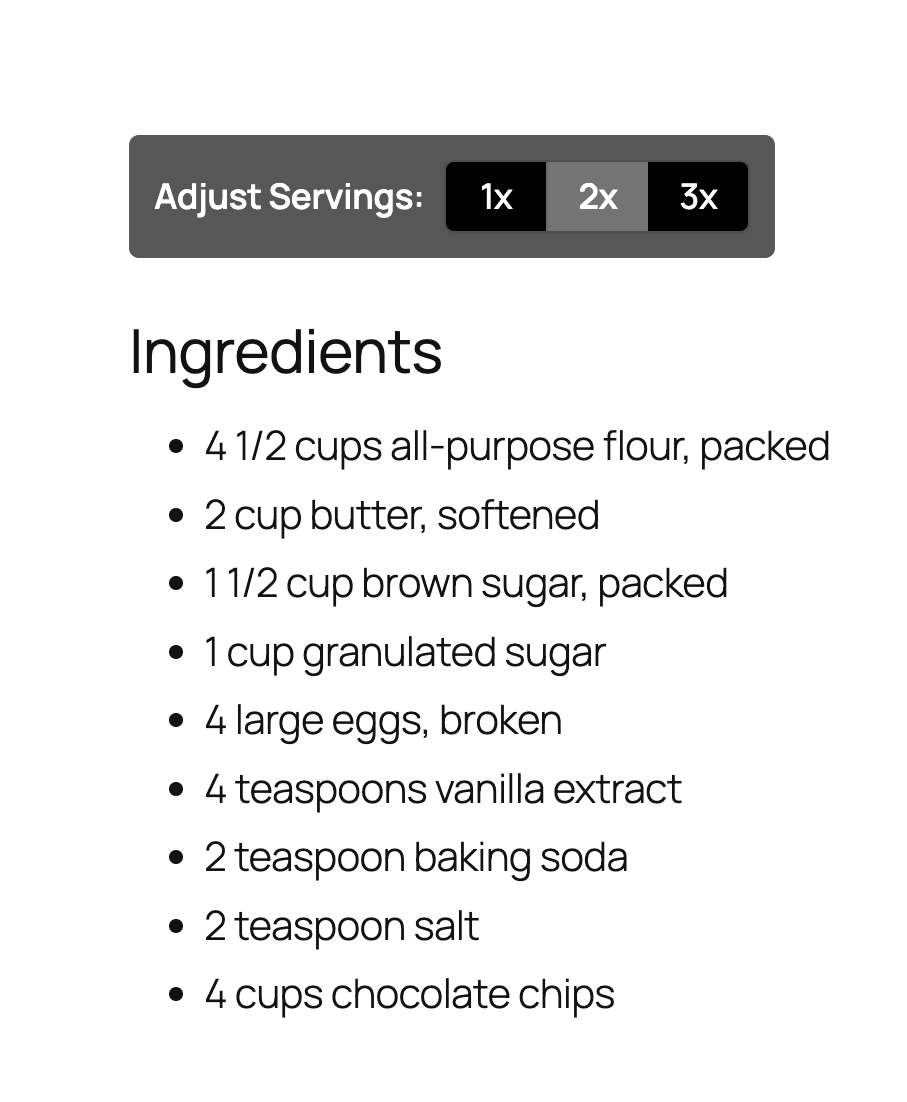 Adjust Servings: 1x 2x 3x
Ingredients
4 1/2 cups all-purpose flour, packed
2 cup butter, softened
1 1/2 cup brown sugar, packed
1 cup granulated sugar
4 large eggs, broken
4 teaspoons vanilla extract
2 teaspoon baking soda
2 teaspoon salt
4 cups chocolate chips